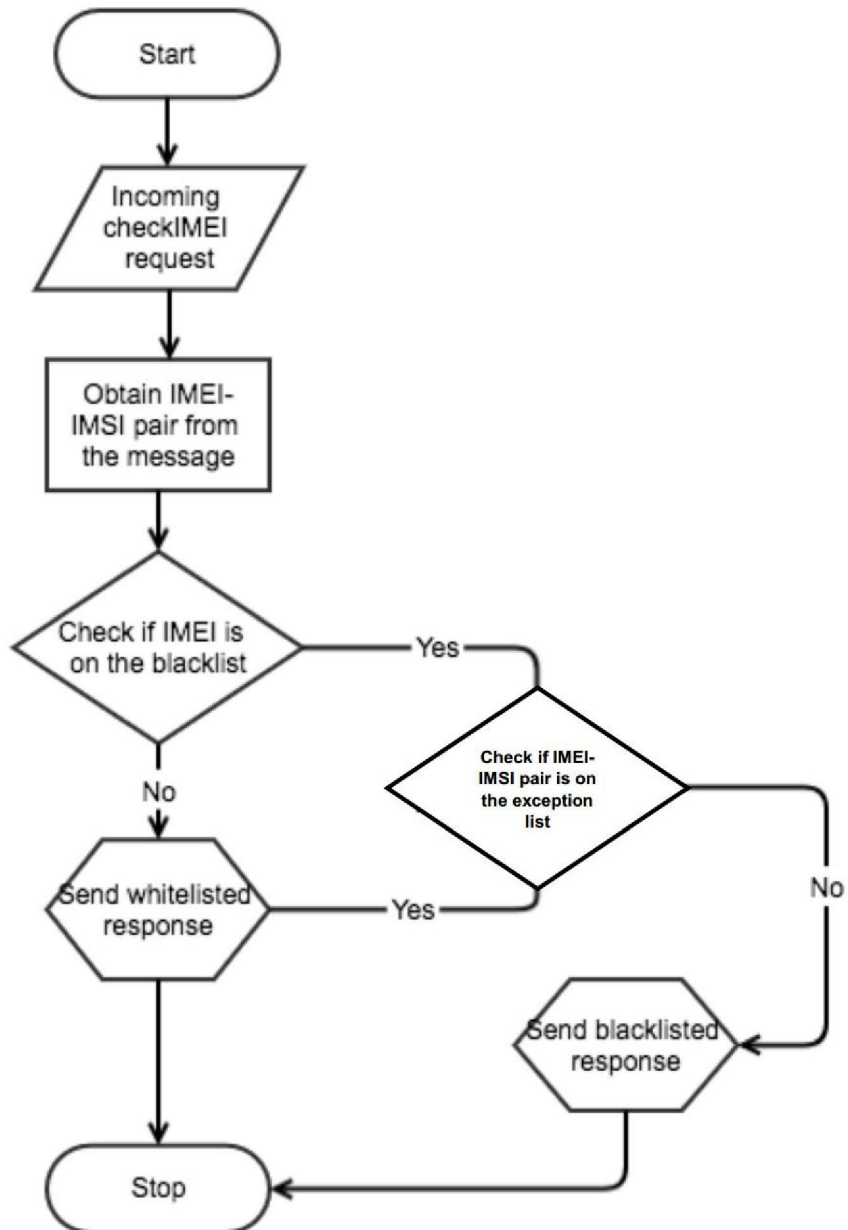 Start
Incoming
checkIMEI
request
Obtain IMEI-
IMSI pair from
the message
Check if IMEI is
on the blacklist
Yes
Check if IMEI-
IMSI pair is on
the exception
list
No
Send whitelisted
response
Yes
No
Send blacklisted
response
Stop